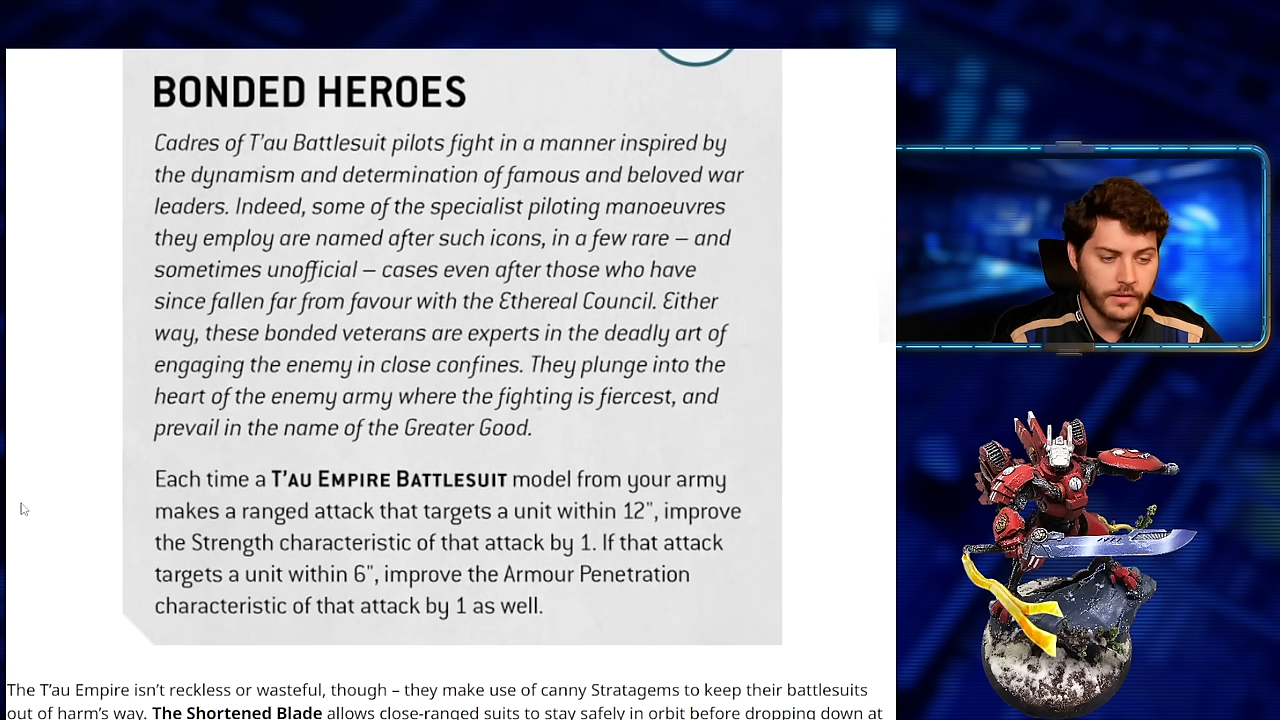 BONDED HEROES
Cadres of T'au Battlesuit pilots fight in a manner inspired by
the dynamism and determination of famous and beloved war
leaders. Indeed, some of the specialist piloting manoeuvres
they employ are named after such icons, in a few rare – and
sometimes unofficial – cases even after those who have
since fallen far from favour with the Ethereal Council. Either
way, these bonded veterans are experts in the deadly art of
engaging the enemy in close confines. They plunge into the
heart of the enemy army where the fighting is fiercest, and
prevail in the name of the Greater Good.
Each time a T'AU EMPIRE BATTLESUIT model from your army
makes a ranged attack that targets a unit within 12", improve
the Strength characteristic of that attack by 1. If that attack
targets a unit within 6", improve the Armour Penetration
characteristic of that attack by 1 as well.
The T'au Empire isn't reckless or wasteful, though – they make use of canny Stratagems to keep their battlesuits
out of harm's way. The Shortened Blade allows close-ranged suits to stay safely in orbit before dropping down at